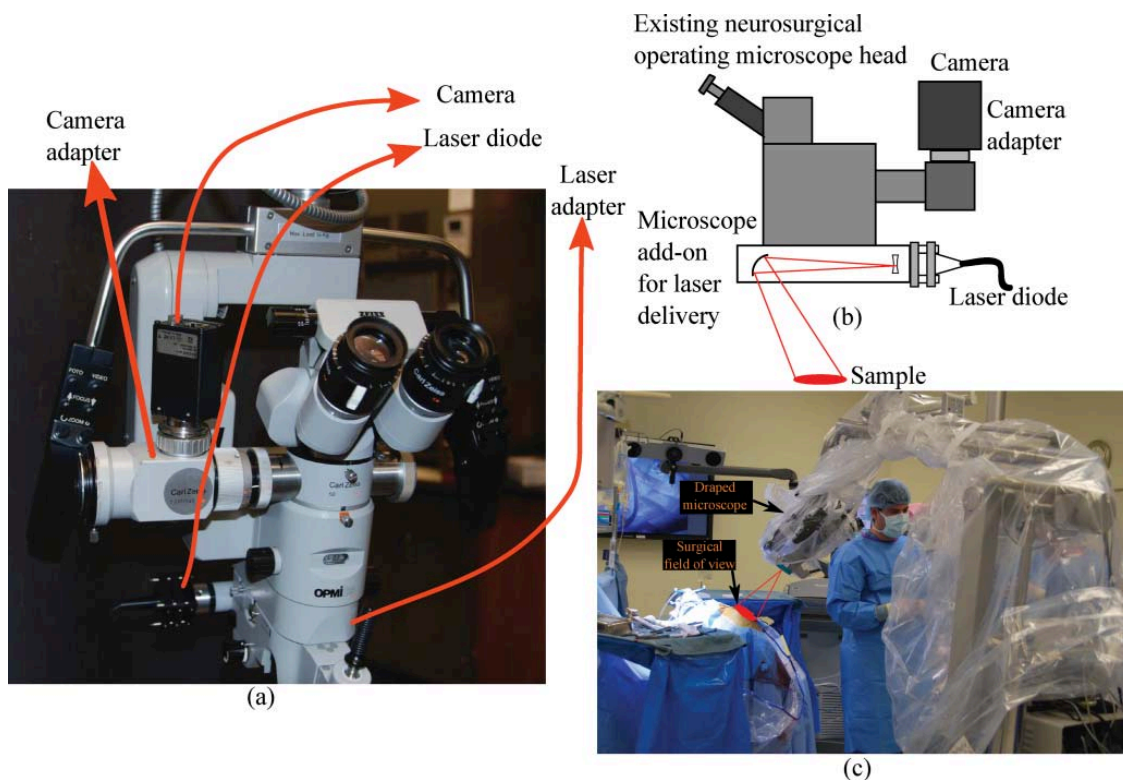 Existing neurosurgical
operating microscope head
Camera
Camera
adapter
Microscope
add-on
for laser
delivery
Laser diode
(b)
Sample
Camera
Laser diode
Camera
adapter
Laser
adapter
ZEISS
FOTO VIDEO
FOCUS
ZOOM
Carl Zeiss
Carl Zeiss
Carl Zeiss
OPMI
(a)
Draped
microscope
Surgical
field of view
(c)